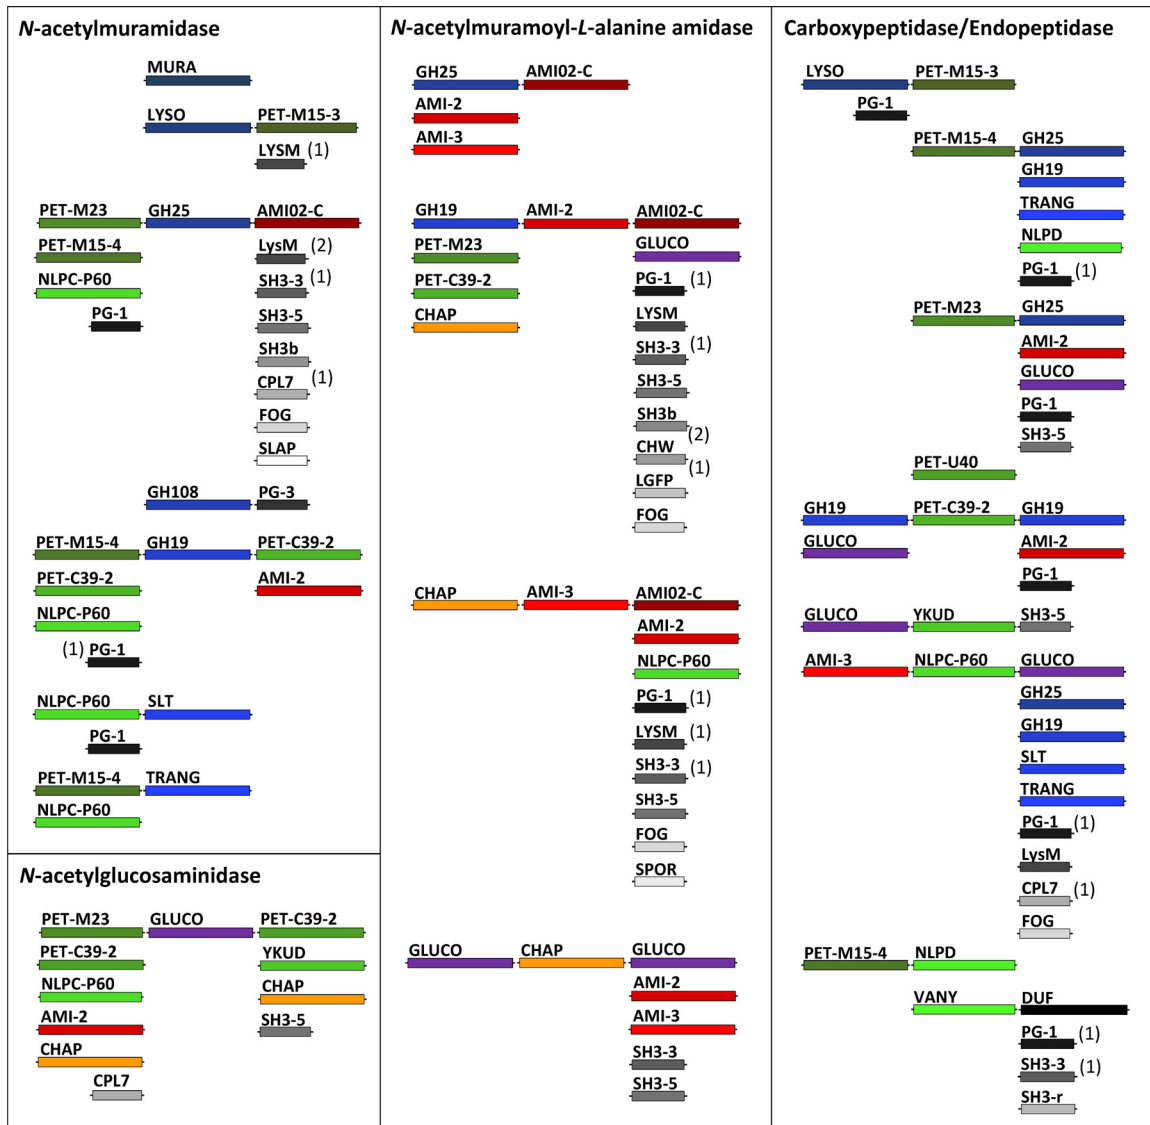 N-acetylmuramidase
MURA
LYSO PET-M15-3
LYSM (1)
PET-M23 GH25 AMI02-C
PET-M15-4 LysM (2)
NLPC-P60 SH3-3 (1)
PG-1 SH3-5
SH3b
CPL7 (1)
FOG
SLAP
GH108 PG-3
PET-M15-4 GH19 PET-C39-2
PET-C39-2 AMI-2
NLPC-P60
(1) PG-1
NLPC-P60 SLT
PG-1
PET-M15-4 TRANG
NLPC-P60
N-acetylglucosaminidase
PET-M23 GLUCO PET-C39-2
PET-C39-2 YKUD
NLPC-P60 CHAP
AMI-2 SH3-5
CHAP
CPL7
N-acetylmuramoyl-L-alanine amidase
GH25 AMI02-C
AMI-2
AMI-3
GH19 AMI-2 AMI02-C
PET-M23 GLUCO
PET-C39-2 PG-1 (1)
CHAP LYSM
SH3-3 (1)
SH3-5
SH3b
(2)
CHW
(1)
LGFP
FOG
CHAP AMI-3 AMI02-C
AMI-2
NLPC-P60
PG-1 (1)
LYSM (1)
SH3-3 (1)
SH3-5
FOG
SPOR
GLUCO CHAP GLUCO
AMI-2
AMI-3
SH3-3
SH3-5
Carboxypeptidase/Endopeptidase
LYSO PET-M15-3
PG-1
PET-M15-4 GH25
GH19
TRANG
NLPD
PG-1 (1)
PET-M23 GH25
AMI-2
GLUCO
PG-1
SH3-5
PET-U40
GH19 PET-C39-2 GH19
GLUCO AMI-2
PG-1
GLUCO YKUD SH3-5
AMI-3 NLPC-P60 GLUCO
GH25
GH19
SLT
TRANG
PG-1 (1)
LysM
CPL7 (1)
FOG
PET-M15-4 NLPD
VANY DUF
PG-1 (1)
SH3-3 (1)
SH3-r